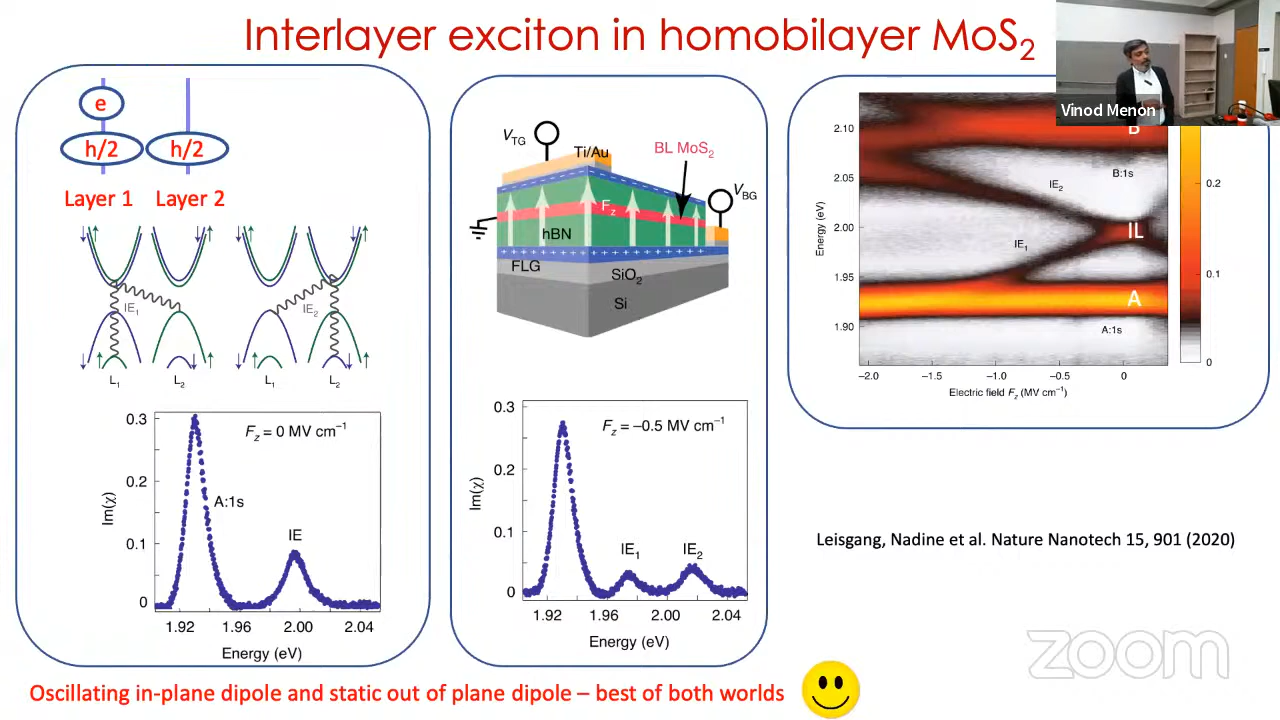 Interlayer exciton in homobilayer MoS₂
Vinod Menon
e
h/2 h/2
Layer 1 Layer 2
IE₁ IE₂
L₁ L₂ L₁ L₂
0.3
0.2
0.1
0
Im(χ)
F_z = 0 MV cm⁻¹
A:1s
IE
1.92 1.96 2.00 2.04
Energy (eV)
V_TG
Ti/Au
BL MoS₂
V_BG
F_z
hBN
FLG
SiO₂
Si
0.3
0.2
0.1
0
Im(χ)
F_z = −0.5 MV cm⁻¹
IE₁ IE₂
1.92 1.96 2.00 2.04
Energy (eV)
2.10
2.05
2.00
1.95
1.90
Energy (eV)
B
B:1s
IE₂
IL
IE₁
A
A:1s
−2.0 −1.5 −1.0 −0.5 0
Electric field F_z (MV cm⁻¹)
0.2
0.1
0
Leisgang, Nadine et al. Nature Nanotech 15, 901 (2020)
zoom
Oscillating in-plane dipole and static out of plane dipole – best of both worlds